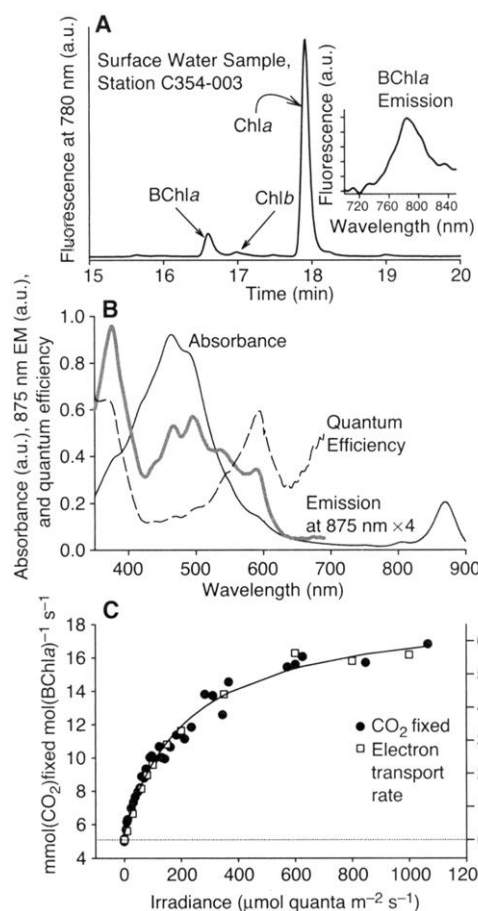 A
Surface Water Sample,
Station C354-003
Fluorescence at 780 nm (a.u.)
Chla
BChla
Chlb
Fluorescence (a.u.)
BChla
Emission
720 760 800 840
Wavelength (nm)
15 16 17 18 19 20
Time (min)
B
Absorbance (a.u.), 875 nm EM (a.u.),
and quantum efficiency
1.0
0.8
0.6
0.4
0.2
0.0
Absorbance
Quantum
Efficiency
Emission
at 875 nm ×4
400 500 600 700 800 900
Wavelength (nm)
C
mmol(CO₂)fixed mol(BChla)⁻¹ s⁻¹
18
16
14
12
10
8
6
4
CO₂ fixed
Electron
transport
rate
0 200 400 600 800 1000
Irradiance (μmol quanta m⁻² s⁻¹)